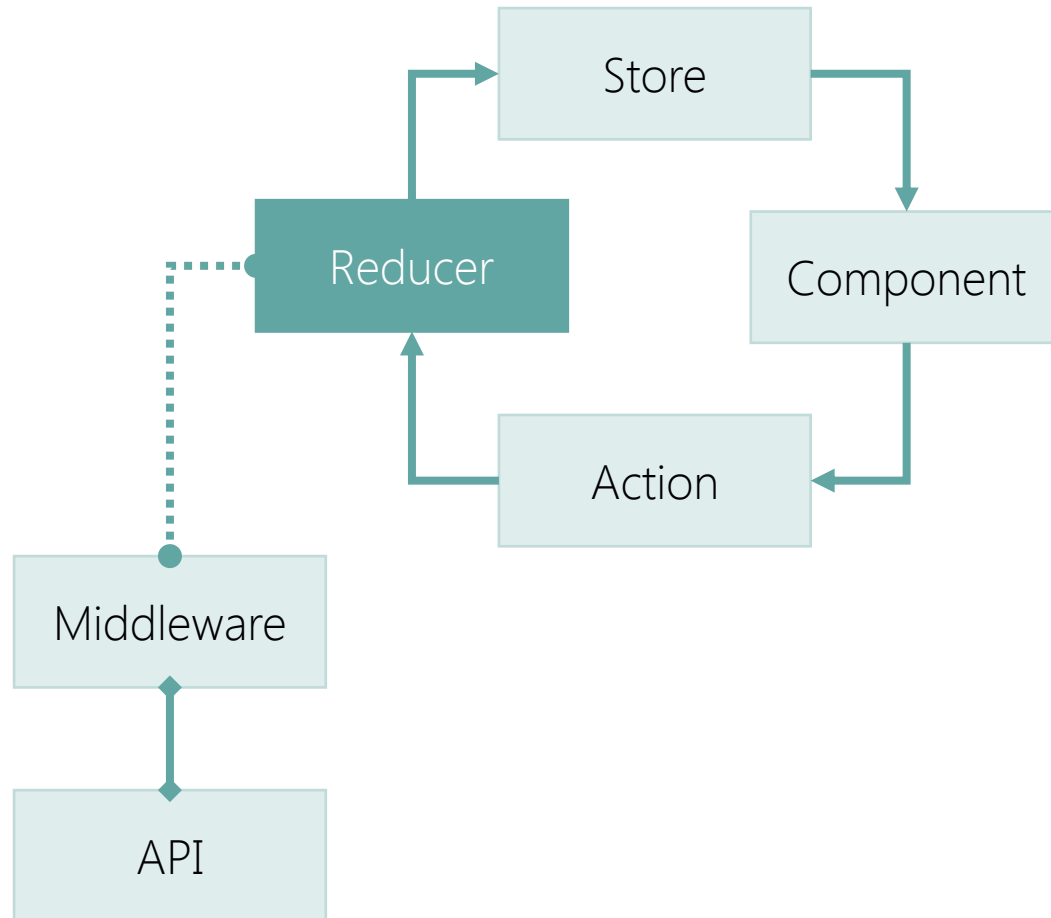 Store
Reducer
Component
Action
Middleware
API